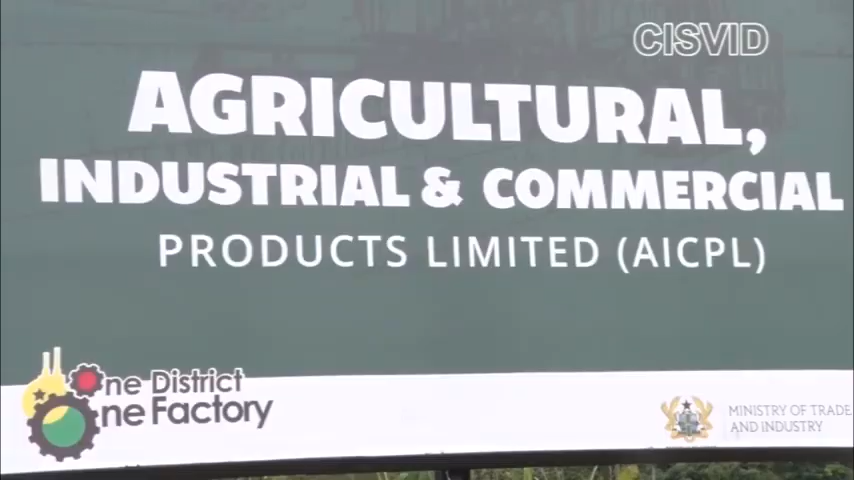 CISVID
AGRICULTURAL,
INDUSTRIAL & COMMERCIAL
PRODUCTS LIMITED (AICPL)
One District
One Factory
MINISTRY OF TRADE
AND INDUSTRY